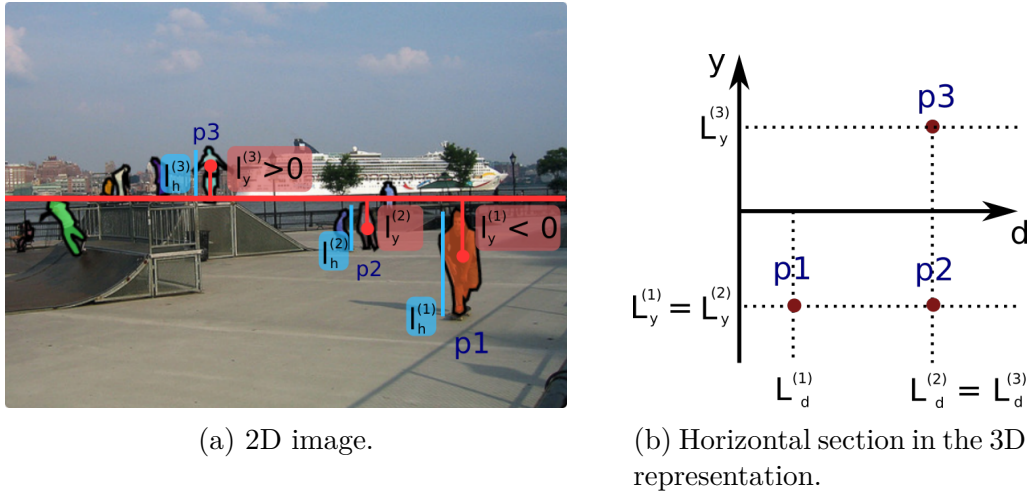 p3
l_h^(3)
l_y^(3) >0
l_h^(2)
l_y^(2)
l_y^(1) < 0
p2
l_h^(1)
p1
(a) 2D image.
y
p3
L_y^(3)
d
p1
p2
L_y^(1) = L_y^(2)
L_d^(1)
L_d^(2) = L_d^(3)
(b) Horizontal section in the 3D
representation.